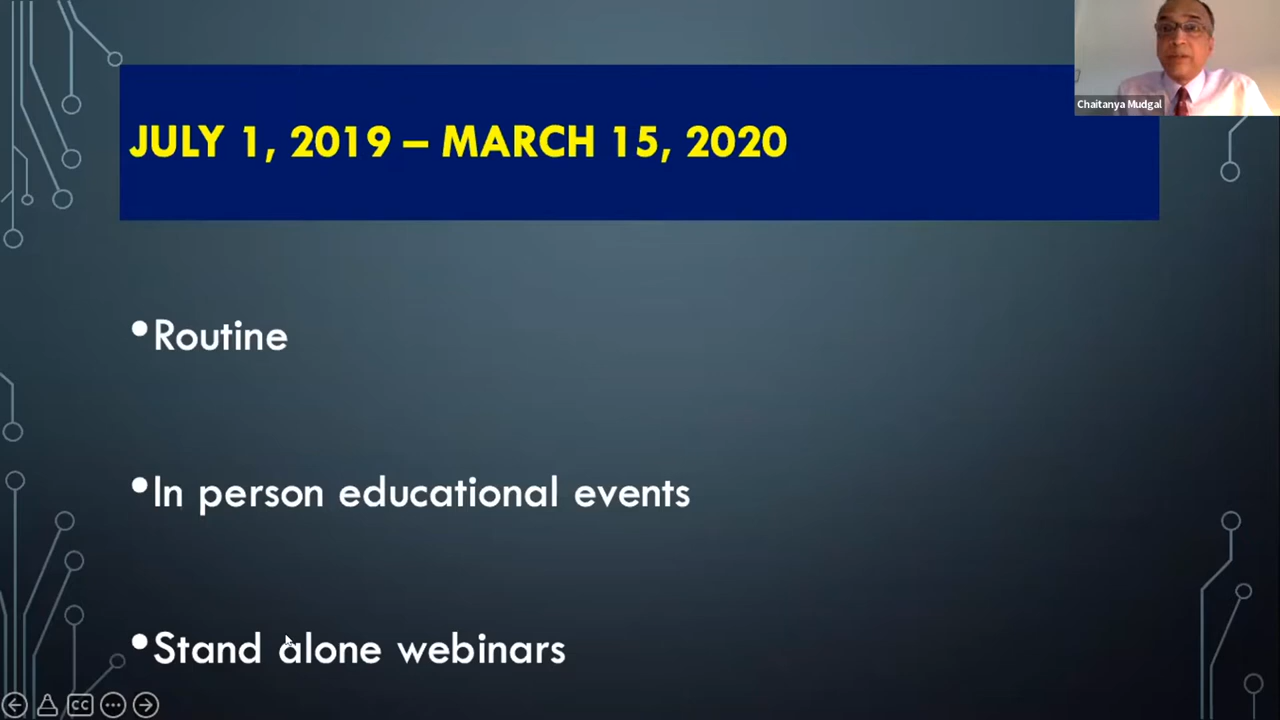 Chaitanya Mudgal
JULY 1, 2019 – MARCH 15, 2020
•Routine
•In person educational events
•Stand alone webinars
CC